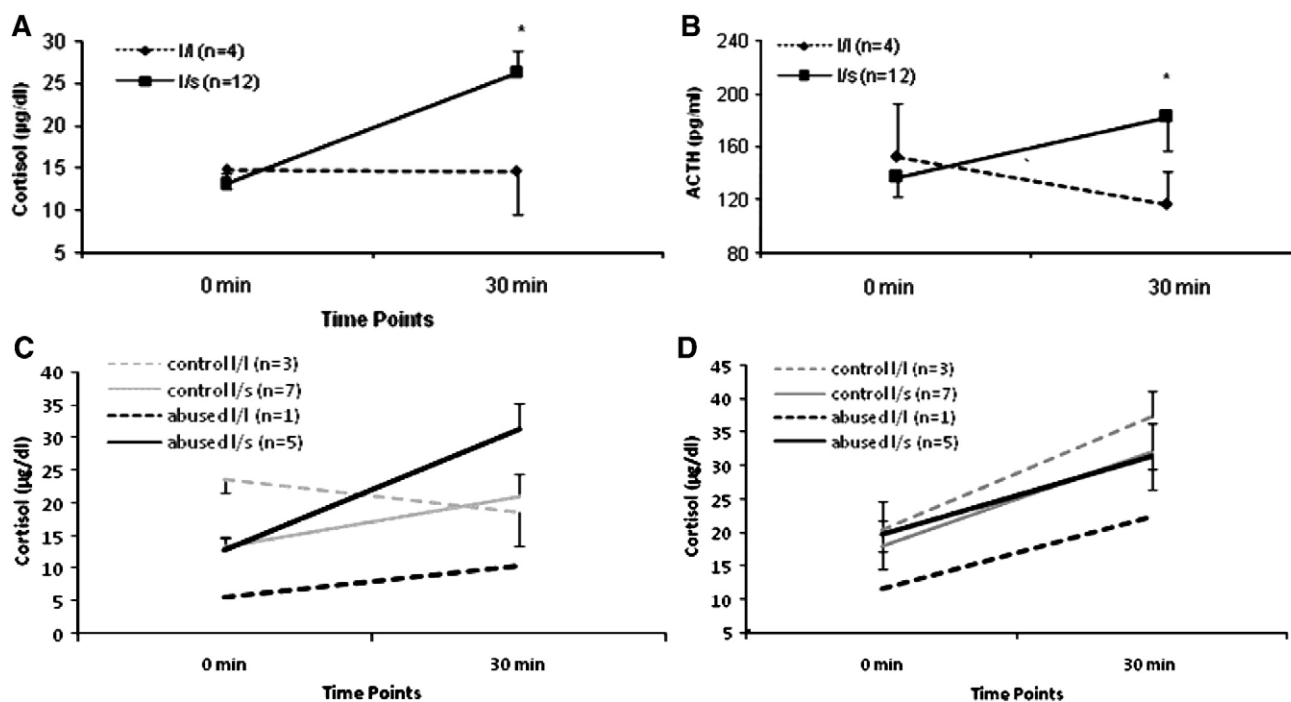 A
30
25
20
15
10
5
Cortisol (µg/dl)
l/l (n=4)
l/s (n=12)
*
0 min
30 min
Time Points
B
240
200
160
120
80
ACTH (pg/ml)
l/l (n=4)
l/s (n=12)
*
0 min
30 min
C
40
35
30
25
20
15
10
5
0
Cortisol (µg/dl)
control l/l (n=3)
control l/s (n=7)
abused l/l (n=1)
abused l/s (n=5)
0 min
30 min
Time Points
D
45
40
35
30
25
20
15
10
5
Cortisol (µg/dl)
control l/l (n=3)
control l/s (n=7)
abused l/l (n=1)
abused l/s (n=5)
0 min
30 min
Time Points